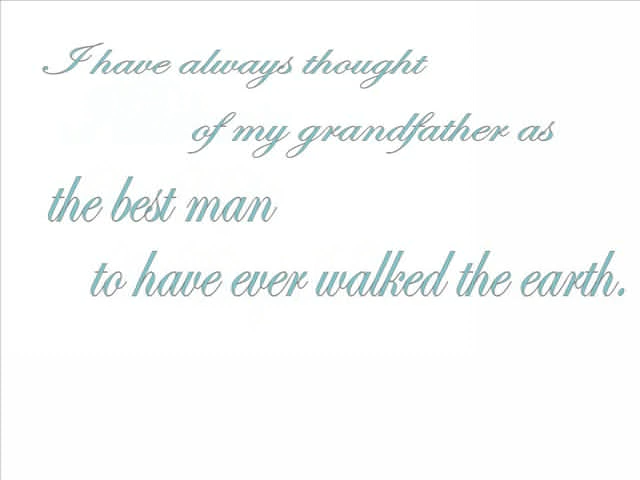 I have always thought
of my grandfather as
the best man
to have ever walked the earth.